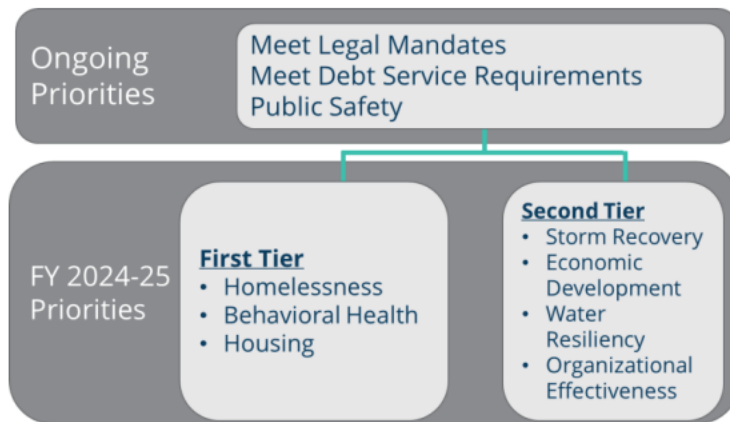 Ongoing
Priorities
Meet Legal Mandates
Meet Debt Service Requirements
Public Safety
FY 2024-25
Priorities
First Tier
• Homelessness
• Behavioral Health
• Housing
Second Tier
• Storm Recovery
• Economic
Development
• Water
Resiliency
• Organizational
Effectiveness